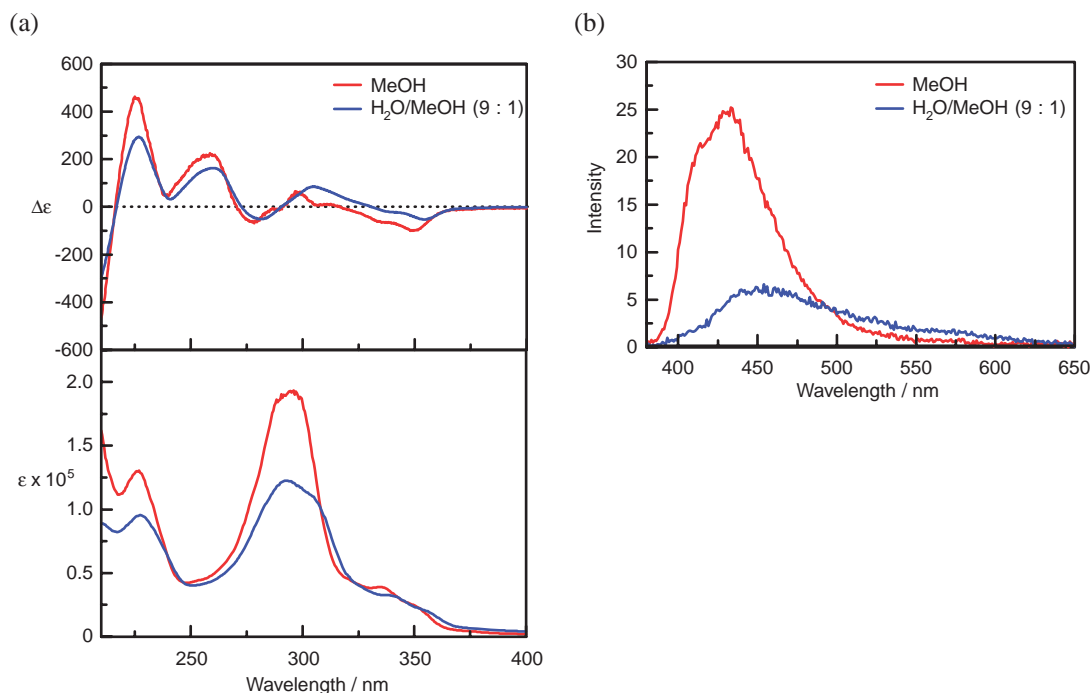 (a)
600
400
200
0
-200
-400
-600
Δε
MeOH
H₂O/MeOH (9 : 1)
2.0
1.5
1.0
0.5
0
ε x 10⁵
250 300 350 400
Wavelength / nm
(b)
30
25
20
15
10
5
0
Intensity
MeOH
H₂O/MeOH (9 : 1)
400 450 500 550 600 650
Wavelength / nm